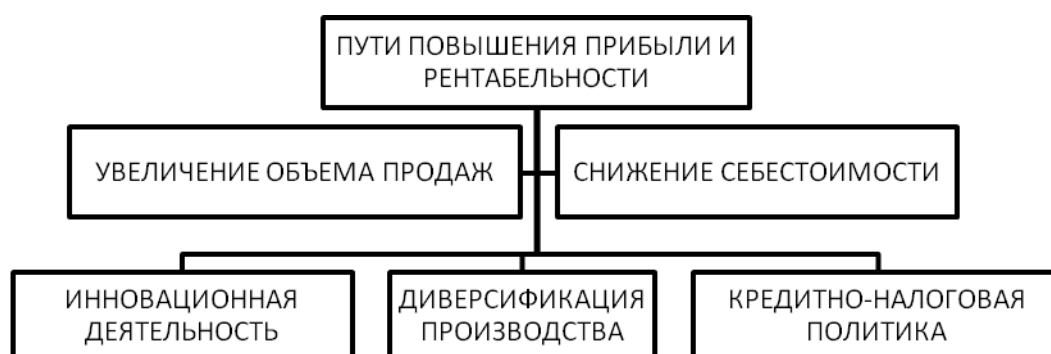 ПУТИ ПОВЫШЕНИЯ ПРИБЫЛИ И
РЕНТАБЕЛЬНОСТИ
УВЕЛИЧЕНИЕ ОБЪЕМА ПРОДАЖ
СНИЖЕНИЕ СЕБЕСТОИМОСТИ
ИННОВАЦИОННАЯ
ДЕЯТЕЛЬНОСТЬ
ДИВЕРСИФИКАЦИЯ
ПРОИЗВОДСТВА
КРЕДИТНО-НАЛОГОВАЯ
ПОЛИТИКА